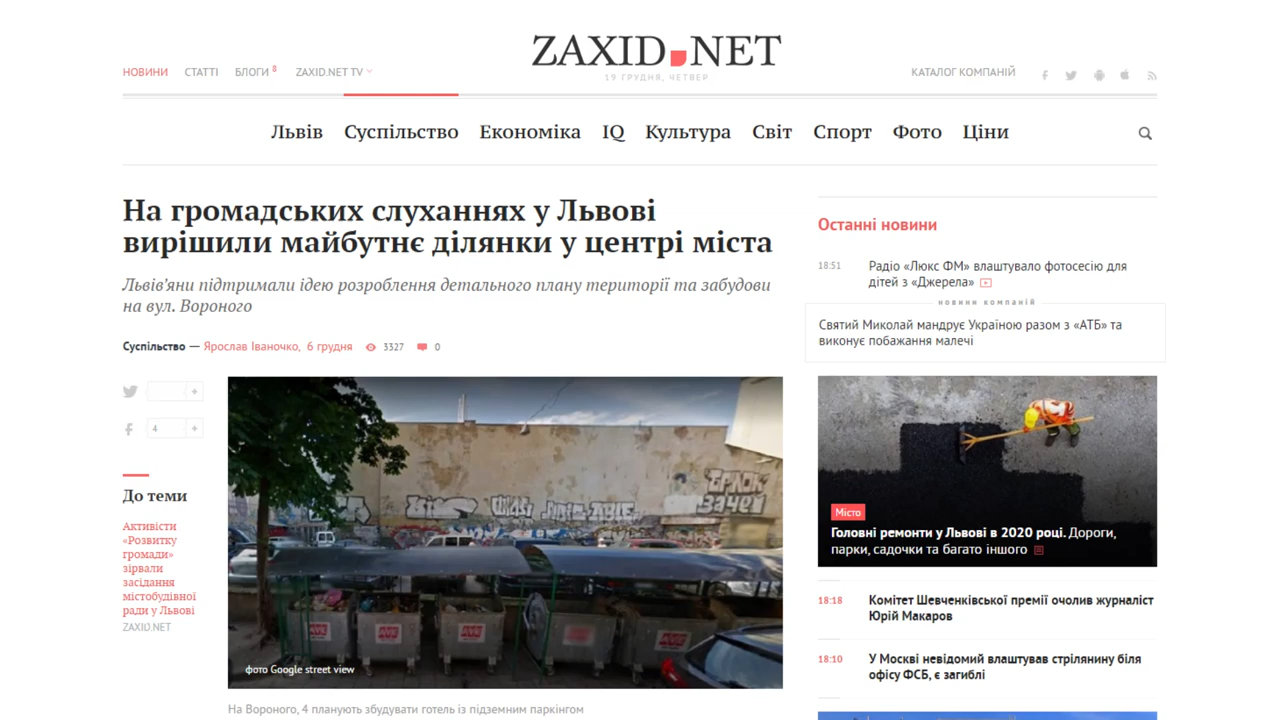 ZAXID.NET
19 ГРУДНЯ, ЧЕТВЕР
НОВИНИ СТАТТІ БЛОГИ 8 ZAXID.NET TV
КАТАЛОГ КОМПАНІЙ
Львів Суспільство Економіка IQ Культура Світ Спорт Фото Ціни
На громадських слуханнях у Львові
вирішили майбутнє ділянки у центрі міста
Львів’яни підтримали ідею розроблення детального плану території та забудови
на вул. Вороного
Суспільство — Ярослав Іваночко, 6 грудня 3327 0
+
4 +
До теми
Активісти
«Розвитку
громади»
зірвали
засідання
містобудівної
ради у Львові
ZAXID.NET
БРЛОК
ЗАЧЕТ
AVE
AVE
AVE
AVE
фото Google street view
На Вороного, 4 планують збудувати готель із підземним паркінгом
Останні новини
18:51 Радіо «Люкс ФМ» влаштувало фотосесію для
дітей з «Джерела»
новини компаній
Святий Миколай мандрує Україною разом з «АТБ» та
виконує побажання малечі
Місто
Головні ремонти у Львові в 2020 році. Дороги,
парки, садочки та багато іншого
18:18 Комітет Шевченківської премії очолив журналіст
Юрій Макаров
18:10 У Москві невідомий влаштував стрілянину біля
офісу ФСБ, є загиблі